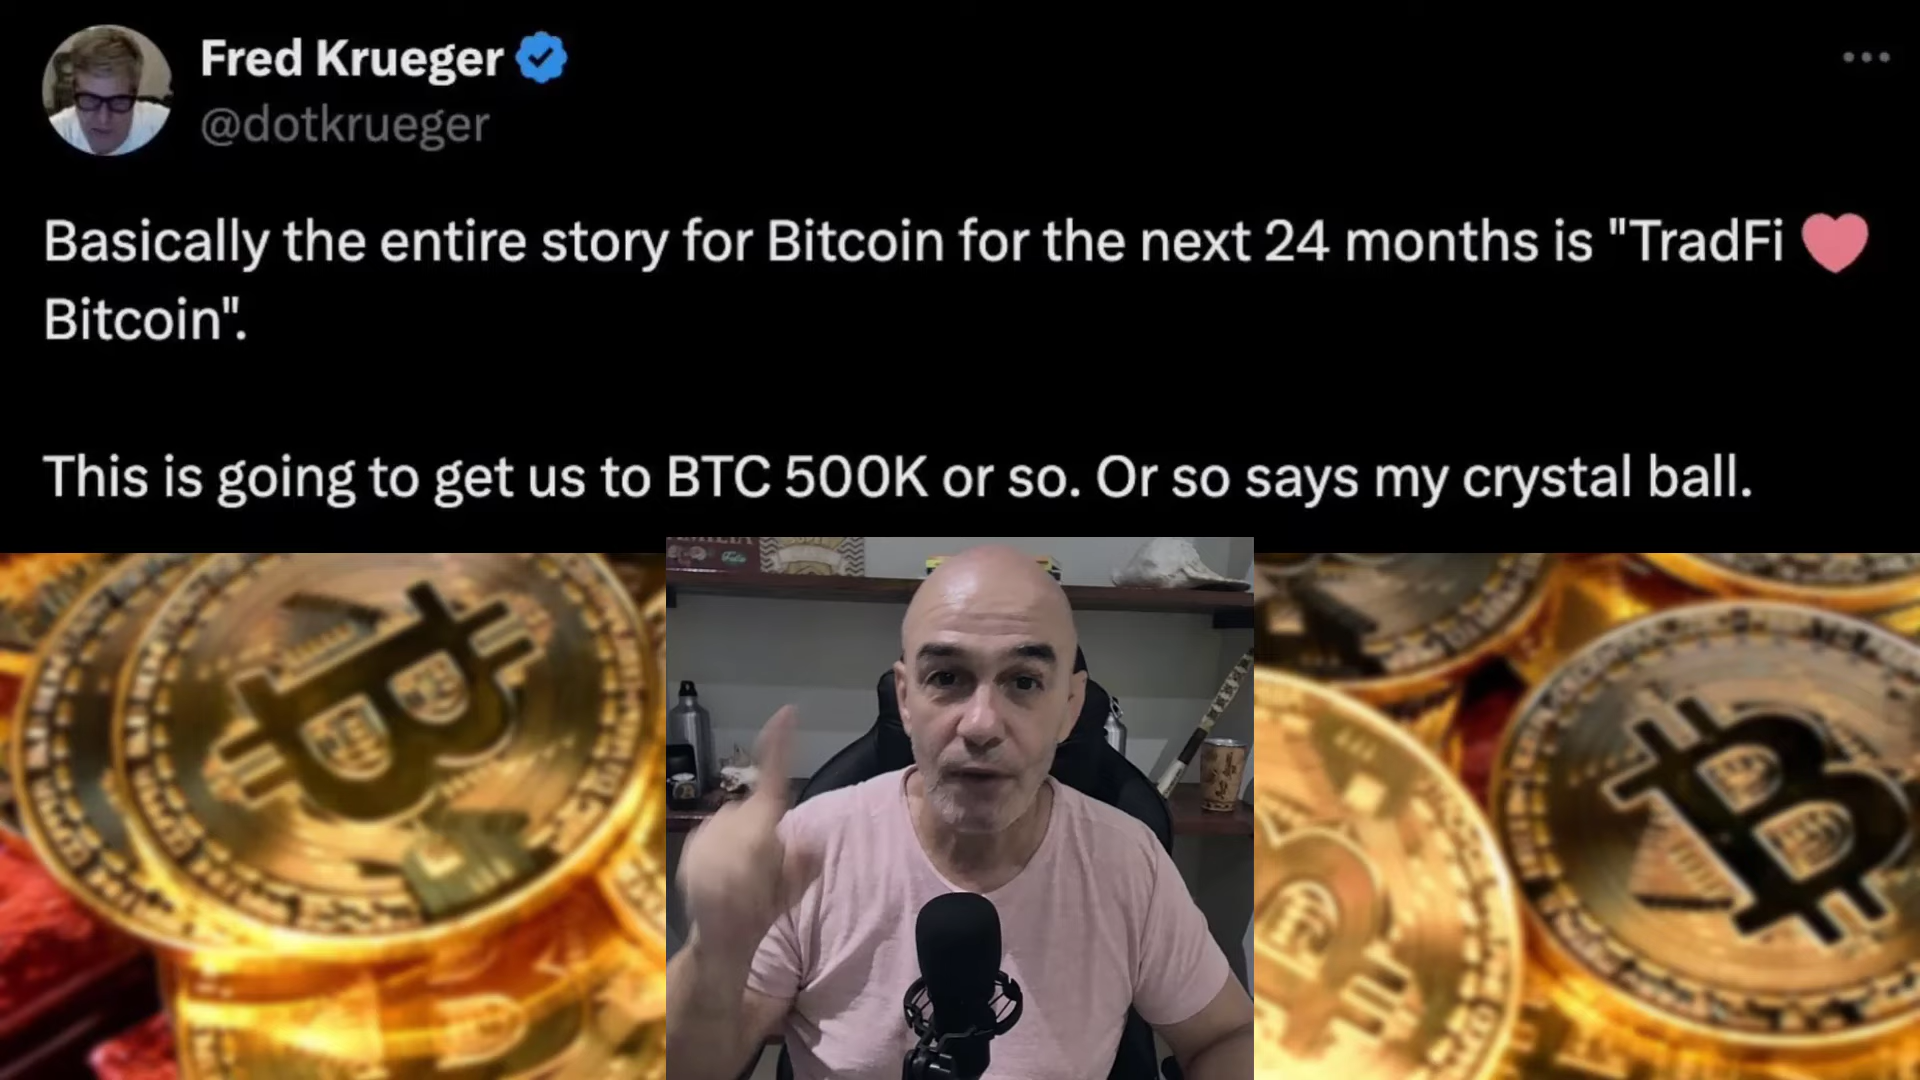 Fred Krueger
@dotkrueger
Basically the entire story for Bitcoin for the next 24 months is "TradFi ❤️
Bitcoin".
This is going to get us to BTC 500K or so. Or so says my crystal ball.